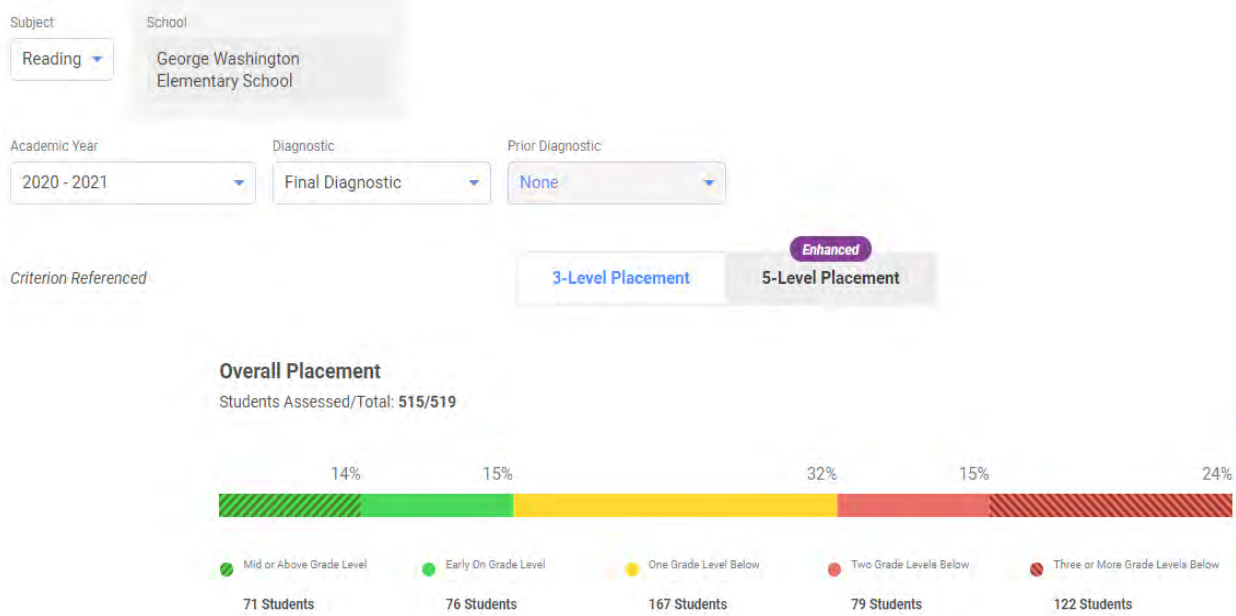 Subject School
Reading George Washington
Elementary School
Academic Year Diagnostic Prior Diagnostic
2020 - 2021 Final Diagnostic None
Enhanced
Criterion Referenced 3-Level Placement 5-Level Placement
Overall Placement
Students Assessed/Total: 515/519
14% 15% 32% 15% 24%
Mid or Above Grade Level Early On Grade Level One Grade Level Below Two Grade Levels Below Three or More Grade Levels Below
71 Students 76 Students 167 Students 79 Students 122 Students